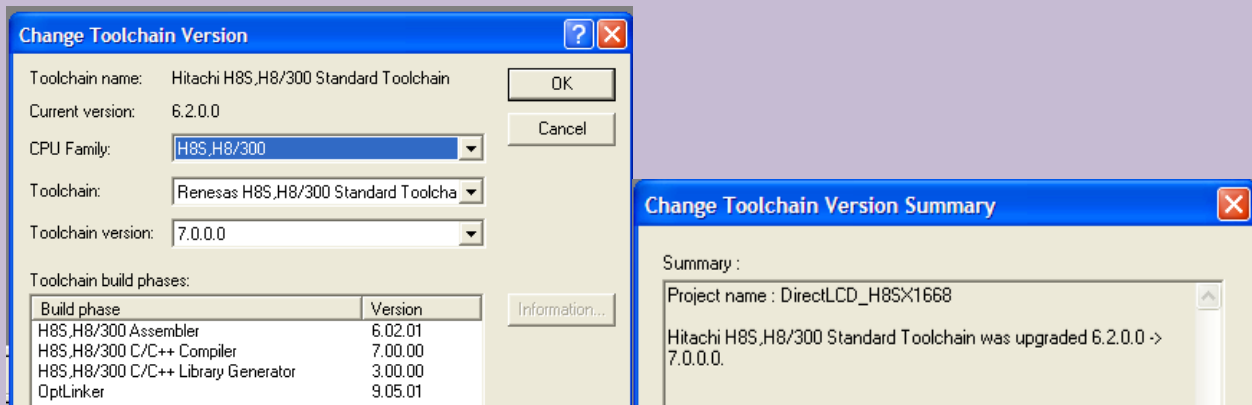 Change Toolchain Version
Toolchain name: Hitachi H8S,H8/300 Standard Toolchain
OK
Current version: 6.2.0.0
Cancel
CPU Family: H8S,H8/300
Toolchain: Renesas H8S,H8/300 Standard Toolcha
Toolchain version: 7.0.0.0
Toolchain build phases:
Build phase Version
Information...
H8S,H8/300 Assembler 6.02.01
H8S,H8/300 C/C++ Compiler 7.00.00
H8S,H8/300 C/C++ Library Generator 3.00.00
OptLinker 9.05.01
Change Toolchain Version Summary
Summary :
Project name : DirectLCD_H8SX1668
Hitachi H8S,H8/300 Standard Toolchain was upgraded 6.2.0.0 ->
7.0.0.0.